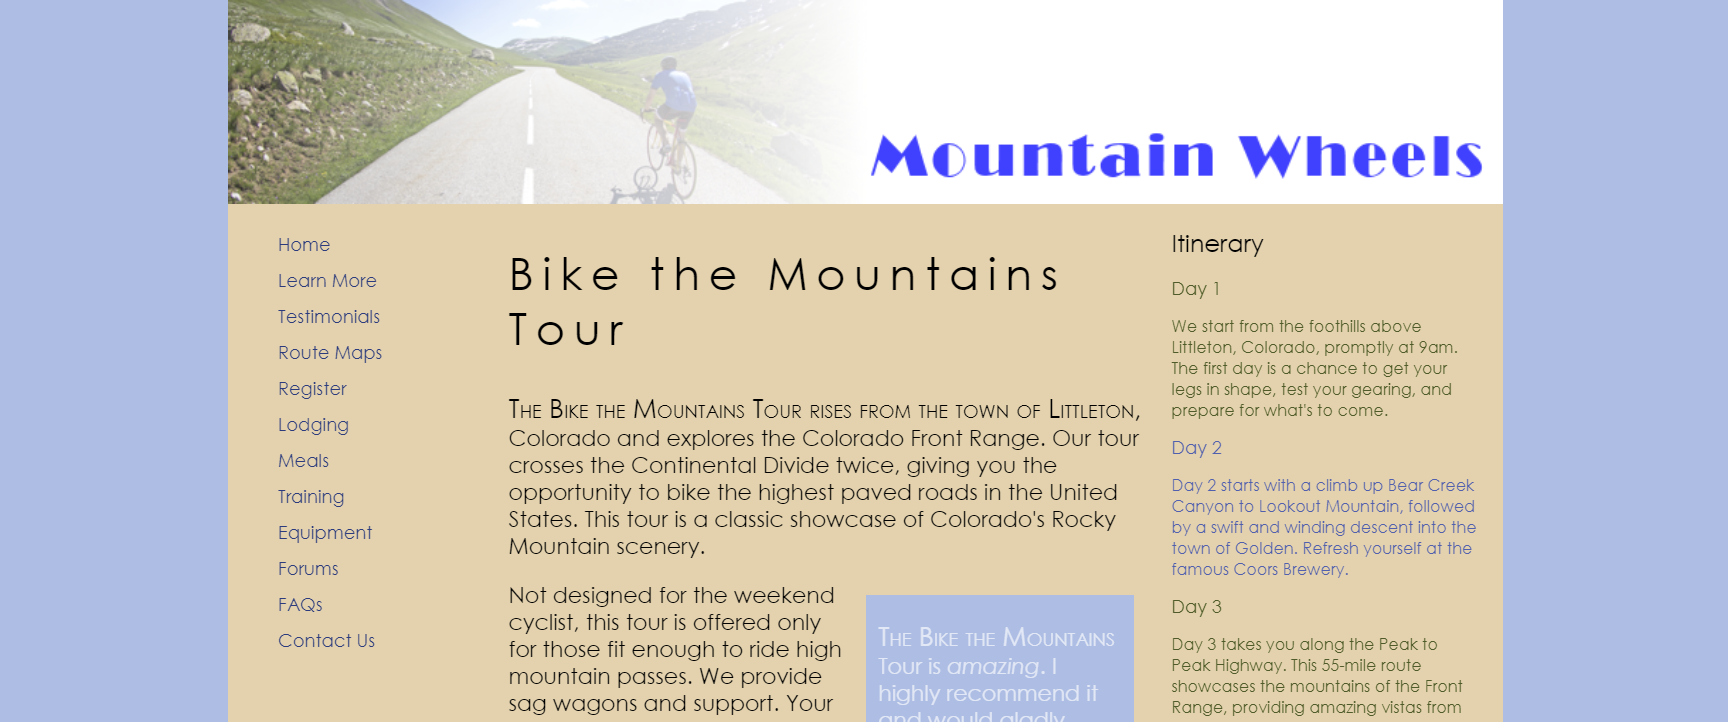 Mountain Wheels
Home
Learn More
Testimonials
Route Maps
Register
Lodging
Meals
Training
Equipment
Forums
FAQs
Contact Us
Bike the Mountains
Tour
The Bike the Mountains Tour rises from the town of Littleton,
Colorado and explores the Colorado Front Range. Our tour
crosses the Continental Divide twice, giving you the
opportunity to bike the highest paved roads in the United
States. This tour is a classic showcase of Colorado's Rocky
Mountain scenery.
Not designed for the weekend
cyclist, this tour is offered only
for those fit enough to ride high
mountain passes. We provide
sag wagons and support. Your
The Bike the Mountains
Tour is amazing. I
highly recommend it
and would gladly
Itinerary
Day 1
We start from the foothills above
Littleton, Colorado, promptly at 9am.
The first day is a chance to get your
legs in shape, test your gearing, and
prepare for what's to come.
Day 2
Day 2 starts with a climb up Bear Creek
Canyon to Lookout Mountain, followed
by a swift and winding descent into the
town of Golden. Refresh yourself at the
famous Coors Brewery.
Day 3
Day 3 takes you along the Peak to
Peak Highway. This 55-mile route
showcases the mountains of the Front
Range, providing amazing vistas from